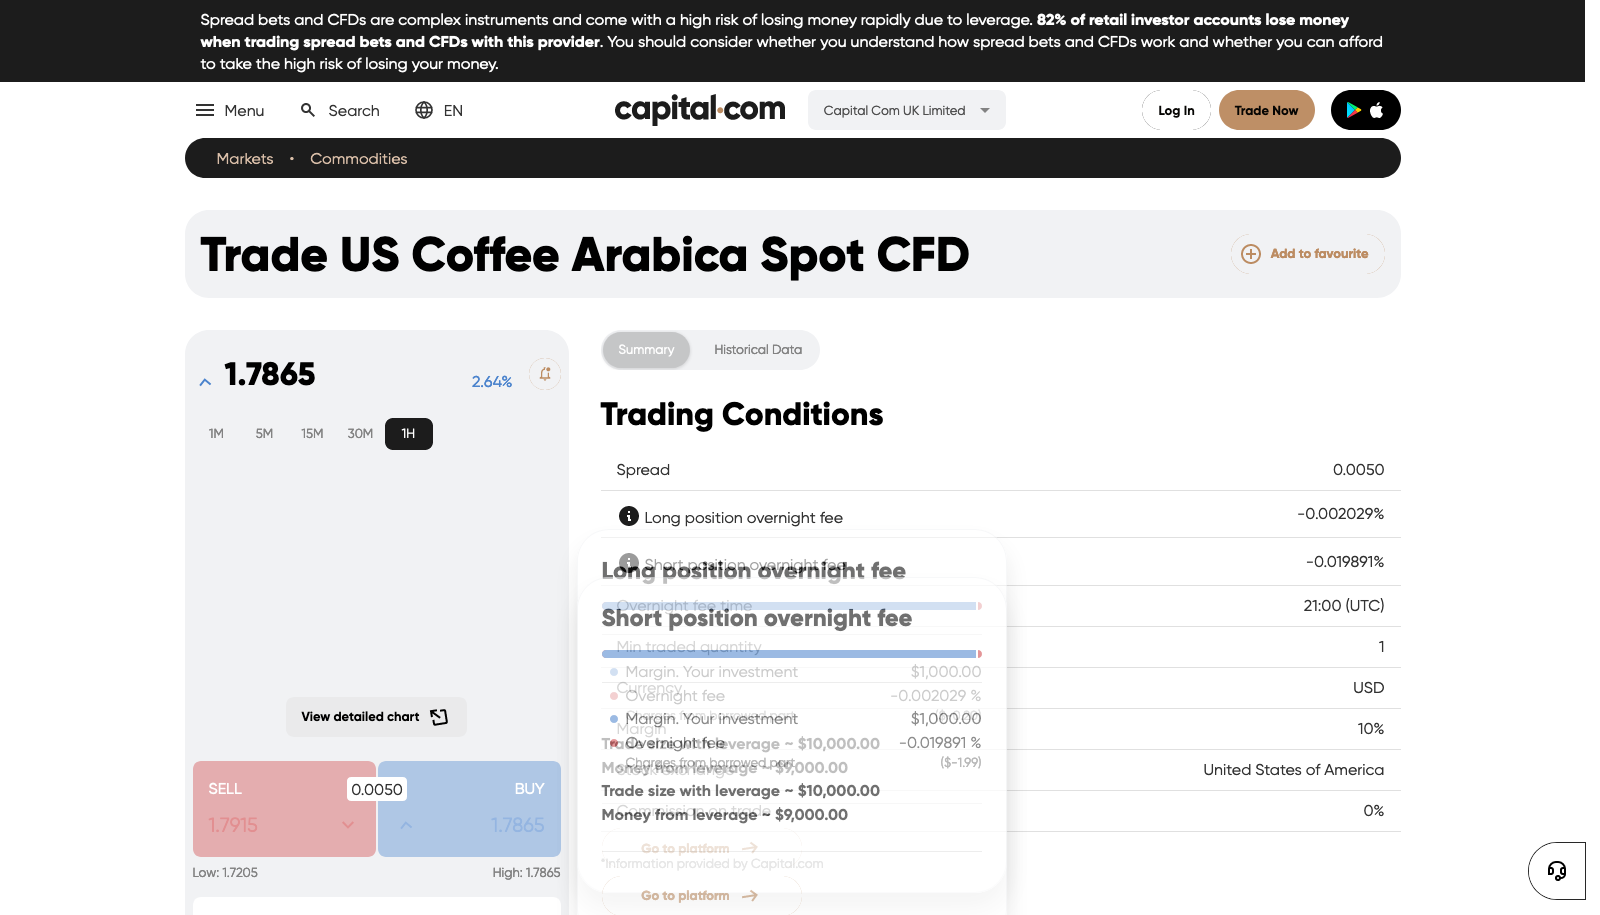 Spread bets and CFDs are complex instruments and come with a high risk of losing money rapidly due to leverage. 82% of retail investor accounts lose money
when trading spread bets and CFDs with this provider. You should consider whether you understand how spread bets and CFDs work and whether you can afford
to take the high risk of losing your money.
Menu Search EN capital.com Capital Com UK Limited Log In Trade Now
Markets • Commodities
Trade US Coffee Arabica Spot CFD Add to favourite
1.7865 2.64%
1M 5M 15M 30M 1H
View detailed chart
SELL 0.0050 BUY
1.7915 1.7865
Low: 1.7205 High: 1.7865
Summary Historical Data
Trading Conditions
Spread 0.0050
Long position overnight fee -0.002029%
Short position overnight fee -0.019891%
Long position overnight fee
Overnight fee time 21:00 (UTC)
Short position overnight fee
Min traded quantity 1
Margin. Your investment $1,000.00
Currency USD
Overnight fee -0.002029 %
Margin. Your investment $1,000.00
Margin 10%
Overnight fee -0.019891 %
Trade size with leverage ~ $10,000.00
Charges from borrowed part ($-1.99)
Money from leverage ~ $9,000.00
Stock exchange United States of America
Trade size with leverage ~ $10,000.00
Commission on trade 0%
Money from leverage ~ $9,000.00
Go to platform
*Information provided by Capital.com
Go to platform